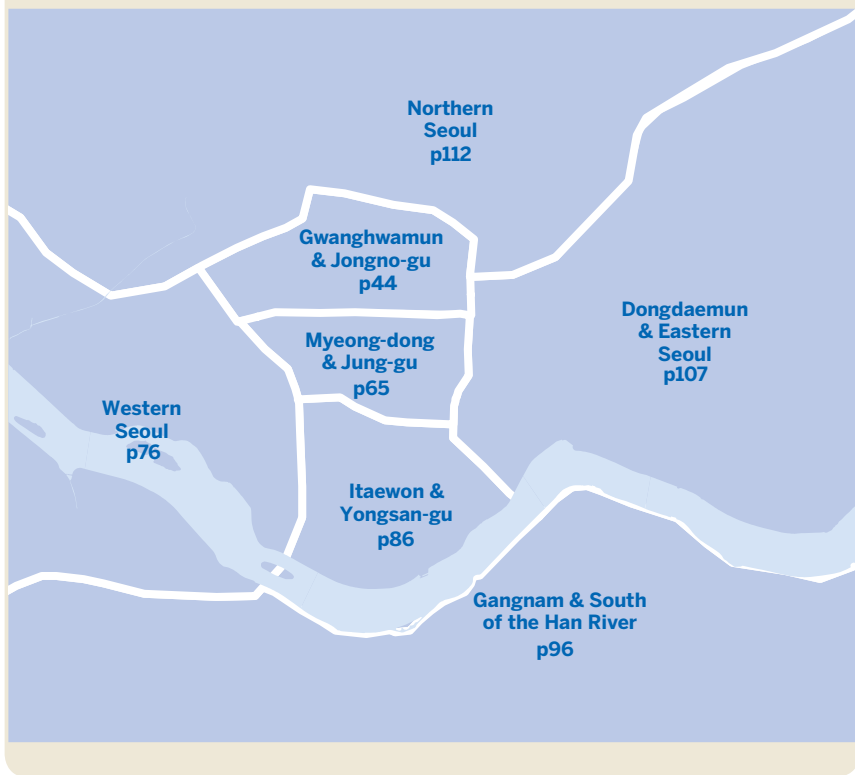 Northern
Seoul
p112
Gwanghwamun
& Jongno-gu
p44
Myeong-dong
& Jung-gu
p65
Dongdaemun
& Eastern
Seoul
p107
Western
Seoul
p76
Itaewon &
Yongsan-gu
p86
Gangnam & South
of the Han River
p96